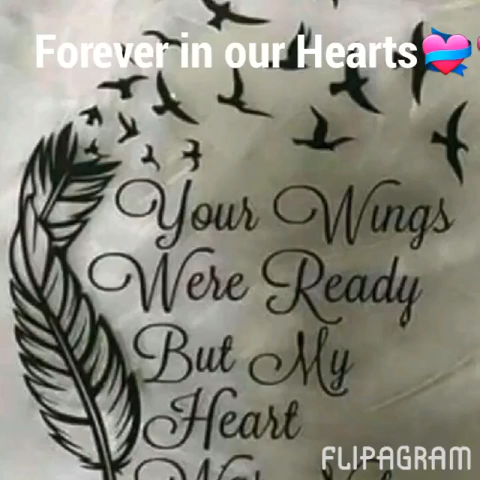 Forever in our Hearts💝
Your Wings
Were Ready
But My
Heart
FLIPAGRAM